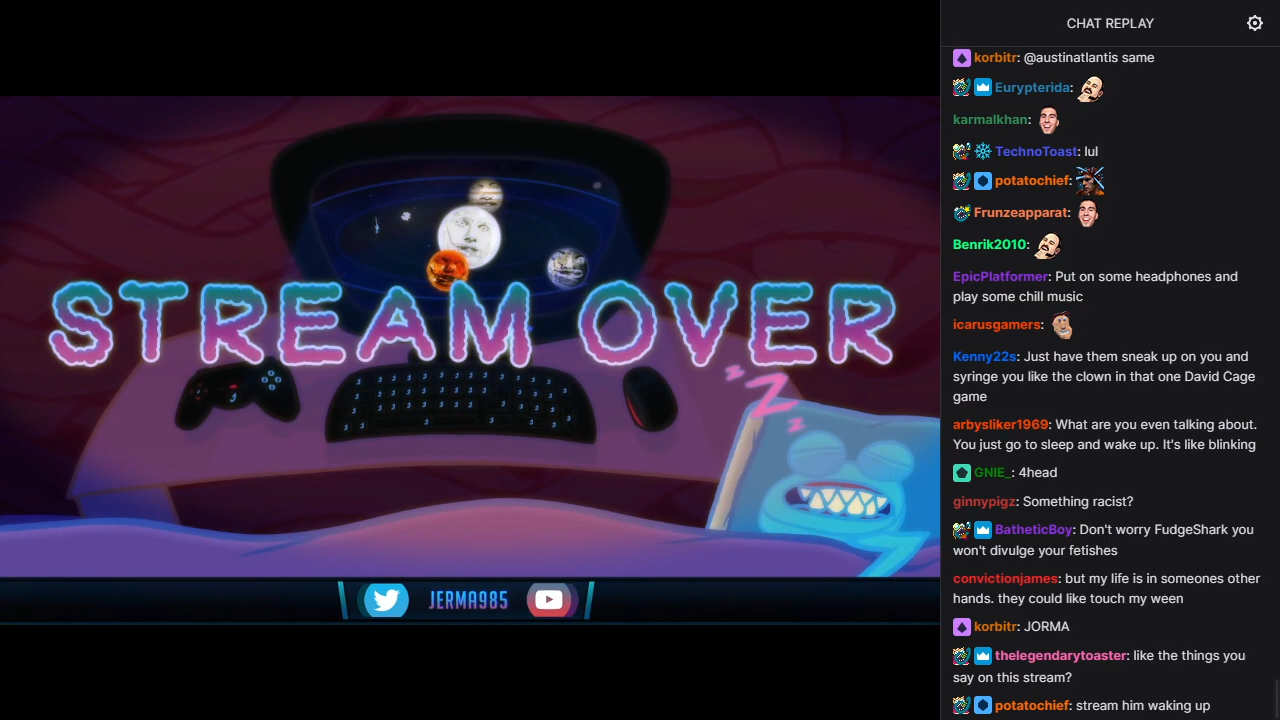 STREAM OVER
z
Z
z
JERMA985
CHAT REPLAY
korbitr: @austinatlantis same
Eurypterida:
karmalkhan:
TechnoToast: lul
potatochief:
Frunzeapparat:
Benrik2010:
EpicPlatformer: Put on some headphones and
play some chill music
icarusgamers:
Kenny22s: Just have them sneak up on you and
syringe you like the clown in that one David Cage
game
arbysliker1969: What are you even talking about.
You just go to sleep and wake up. It's like blinking
GNIE_: 4head
ginnypigz: Something racist?
BatheticBoy: Don't worry FudgeShark you
won't divulge your fetishes
convictionjames: but my life is in someones other
hands. they could like touch my ween
korbitr: JORMA
thelegendarytoaster: like the things you
say on this stream?
potatochief: stream him waking up